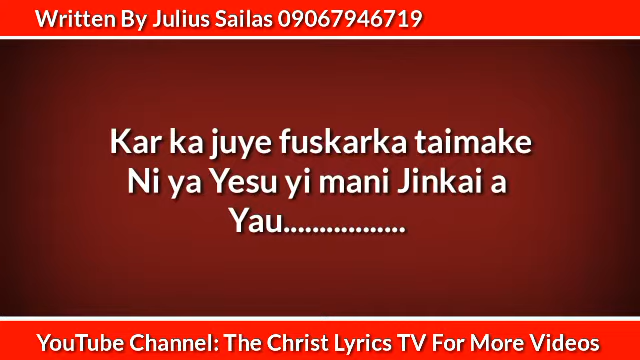 Written By Julius Sailas 09067946719
Kar ka juye fuskarka taimake
Ni ya Yesu yi mani Jinkai a
Yau.................
YouTube Channel: The Christ Lyrics TV For More Videos